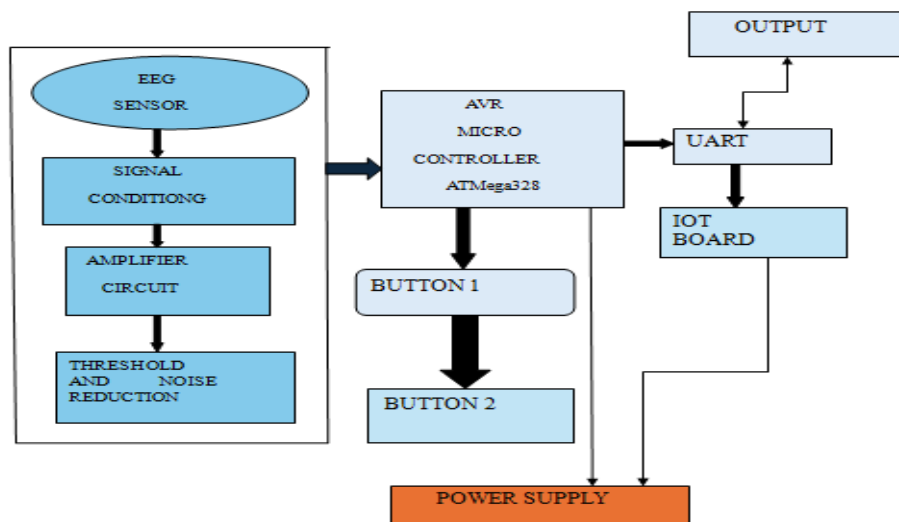 EEG
SENSOR
SIGNAL
CONDITIONG
AMPLIFIER
CIRCUIT
THRESHOLD
AND NOISE
REDUCTION
AVR
MICRO
CONTROLLER
ATMega328
BUTTON 1
BUTTON 2
OUTPUT
UART
IOT
BOARD
POWER SUPPLY